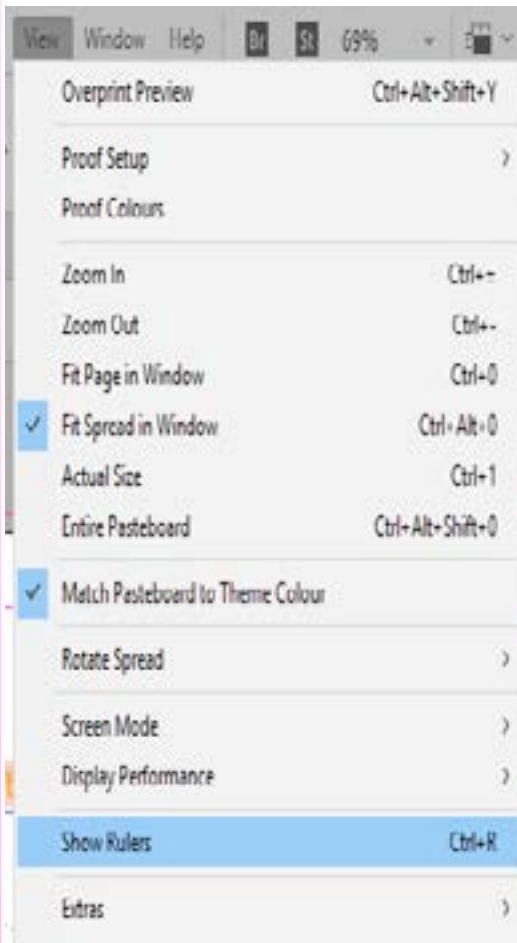 View Window Help Br St 69%
Overprint Preview Ctrl+Alt+Shift+Y
Proof Setup
Proof Colours
Zoom In Ctrl+=
Zoom Out Ctrl+-
Fit Page in Window Ctrl+0
Fit Spread in Window Ctrl+Alt+0
Actual Size Ctrl+1
Entire Pasteboard Ctrl+Alt+Shift+0
Match Pasteboard to Theme Colour
Rotate Spread
Screen Mode
Display Performance
Show Rulers Ctrl+R
Extras